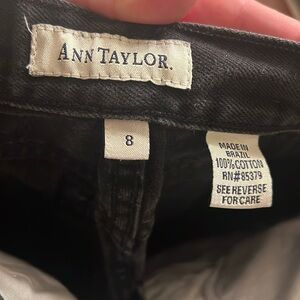 ANN TAYLOR.
8
MADE IN
BRAZIL
100% COTTON
RN#85379
SEE REVERSE
FOR CARE